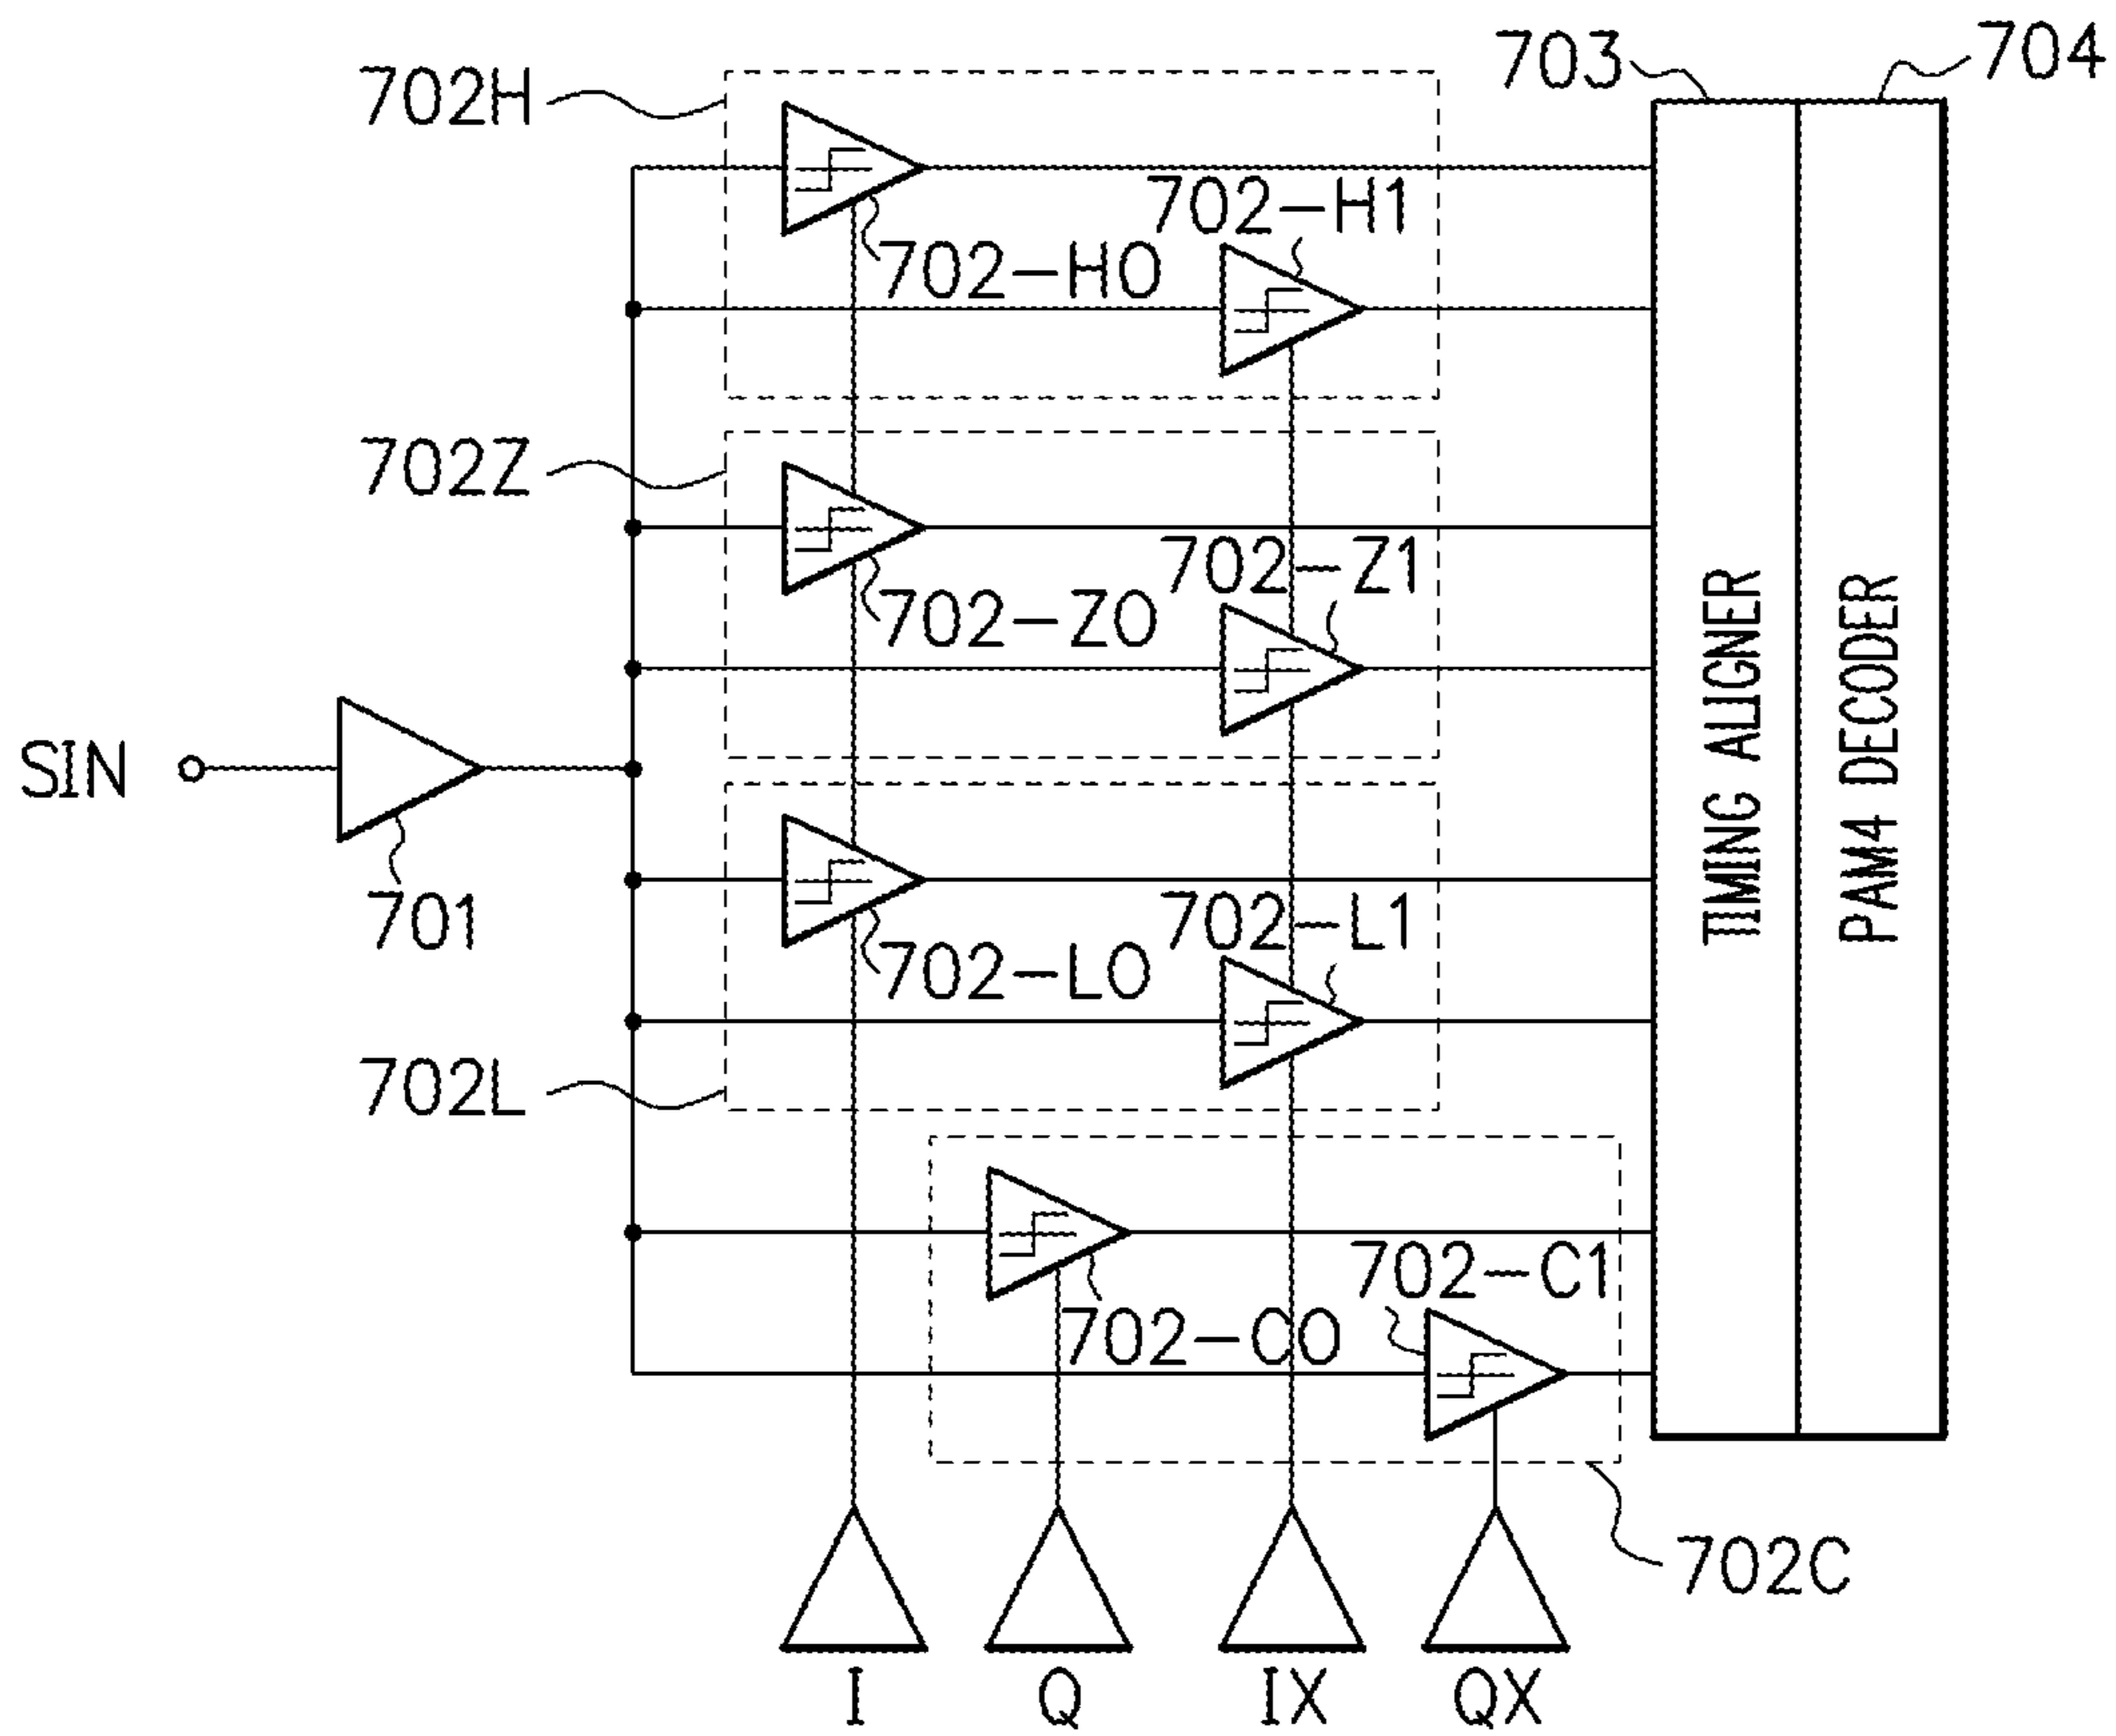 703
704
702H
702-H1
702-H0
702Z
702-Z1
702-Z0
SIN
701
702-L1
702-L0
702L
702-C1
702-C0
TIMING ALIGNER
PAM4 DECODER
702C
I
Q
IX
QX